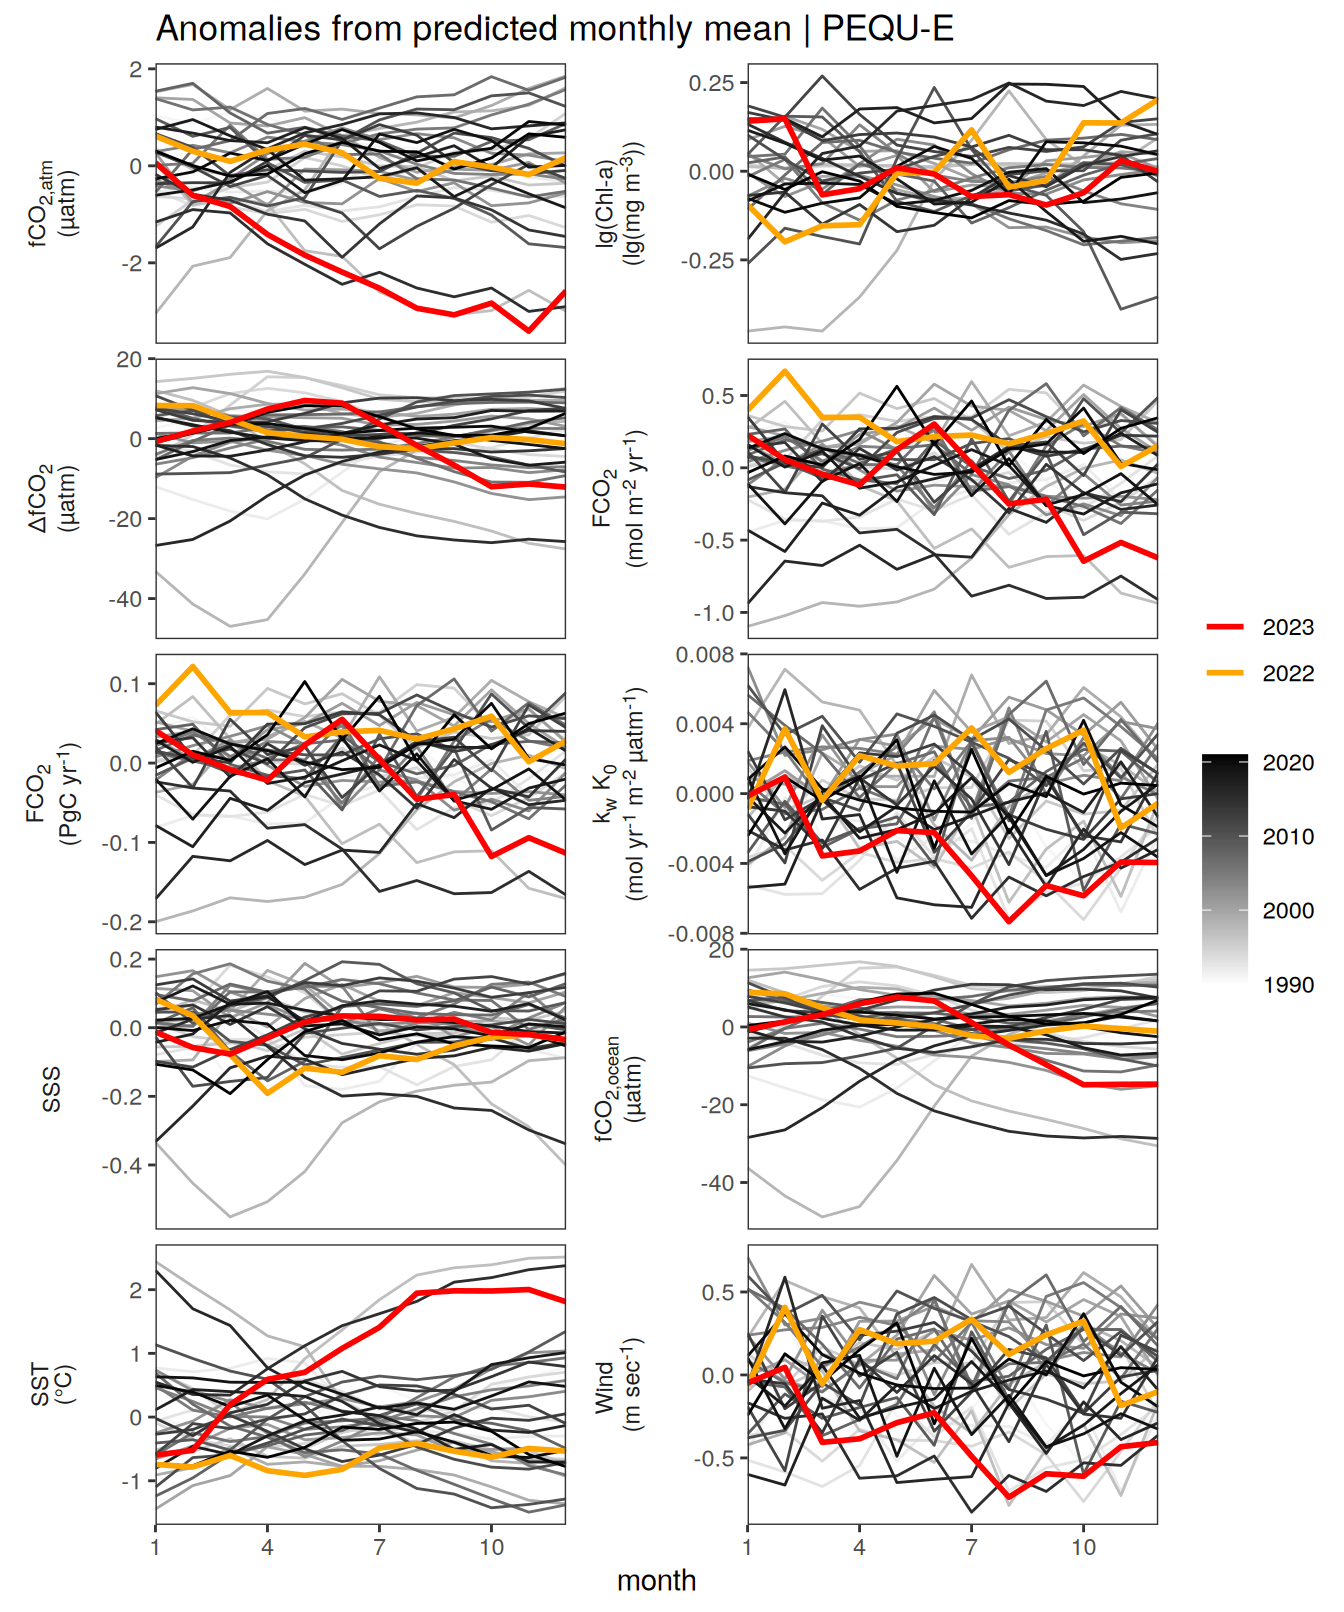 Anomalies from predicted monthly mean | PEQU-E
fCO2,atm
(µatm)
2
0
-2
lg(Chl-a)
(lg(mg m-3))
0.25
0.00
-0.25
ΔfCO2
(µatm)
20
0
-20
-40
FCO2
(mol m-2 yr-1)
0.5
0.0
-0.5
-1.0
FCO2
(PgC yr-1)
0.1
0.0
-0.1
-0.2
kw K0
(mol yr-1 m-2 µatm-1)
0.008
0.004
0.000
-0.004
-0.008
SSS
0.2
0.0
-0.2
-0.4
fCO2,ocean
(µatm)
20
0
-20
-40
SST
(°C)
2
1
0
-1
Wind
(m sec-1)
0.5
0.0
-0.5
1 4 7 10
1 4 7 10
month
2023
2022
2020
2010
2000
1990